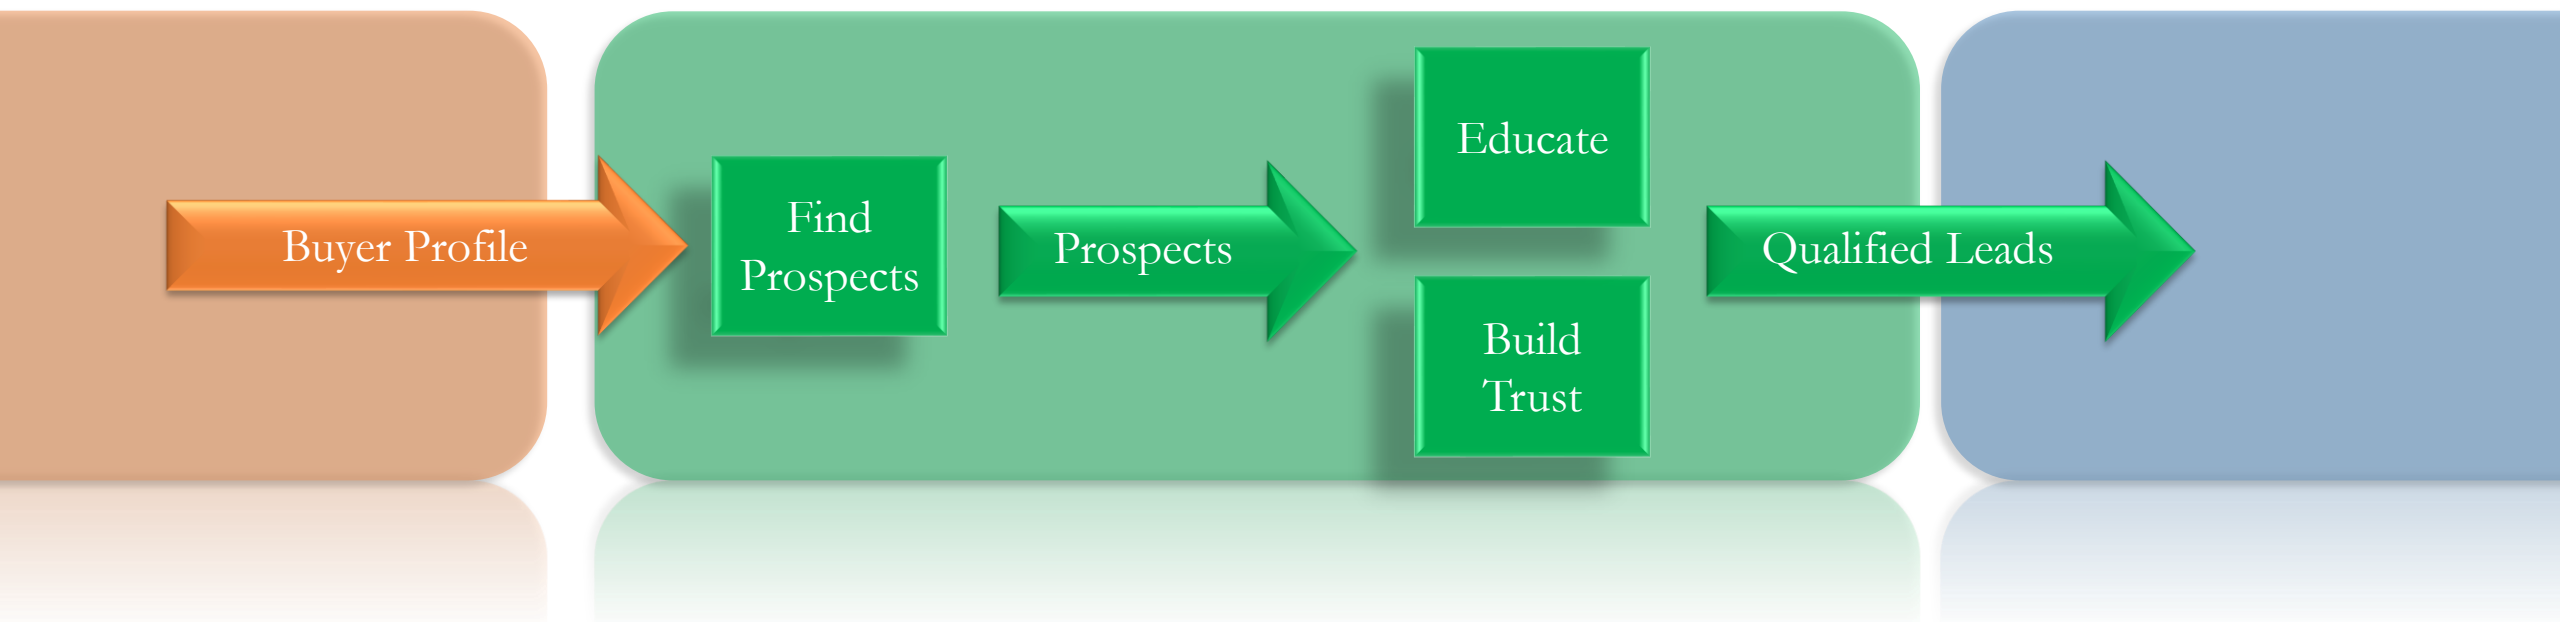 Buyer Profile
Find
Prospects
Prospects
Educate
Build
Trust
Qualified Leads